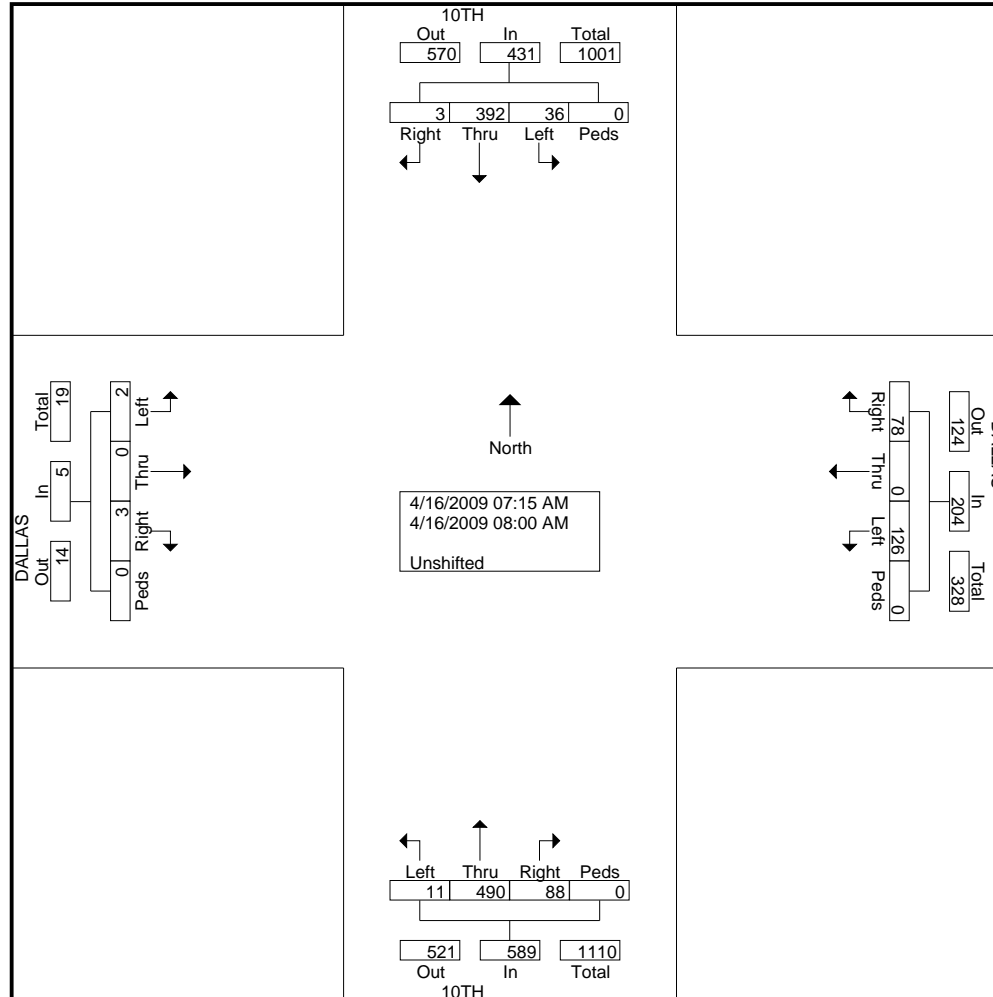 10TH
Out In Total
570 431 1001
3 392 36 0
Right Thru Left Peds
Total In Out
19 5 14
DALLAS
2 0 3 0
Left Thru Right Peds
North
4/16/2009 07:15 AM
4/16/2009 08:00 AM
Unshifted
Right Thru Left Peds
78 0 126 0
Out In Total
124 204 328
Left Thru Right Peds
11 490 88 0
521 589 1110
Out In Total
10TH